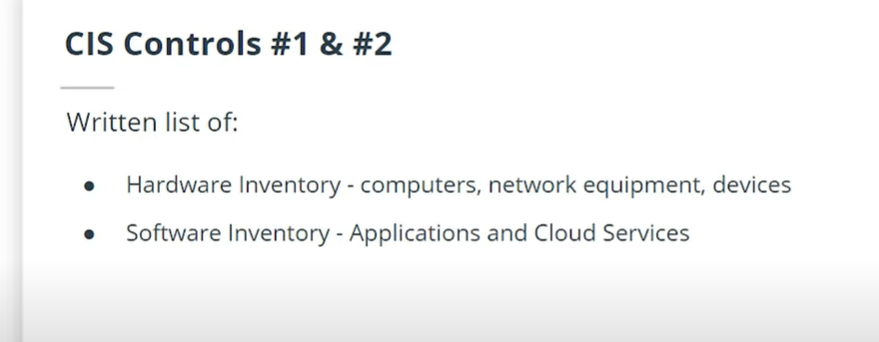 CIS Controls #1 & #2
Written list of:
● Hardware Inventory - computers, network equipment, devices
● Software Inventory - Applications and Cloud Services